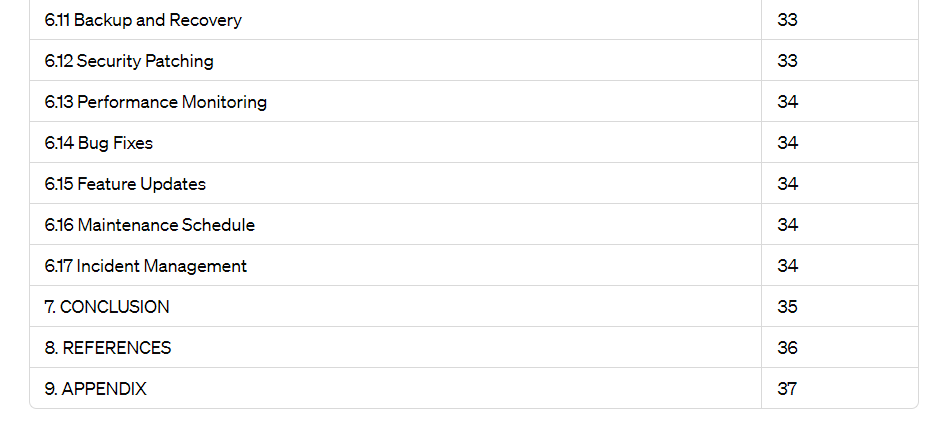 6.11 Backup and Recovery 33
6.12 Security Patching 33
6.13 Performance Monitoring 34
6.14 Bug Fixes 34
6.15 Feature Updates 34
6.16 Maintenance Schedule 34
6.17 Incident Management 34
7. CONCLUSION 35
8. REFERENCES 36
9. APPENDIX 37